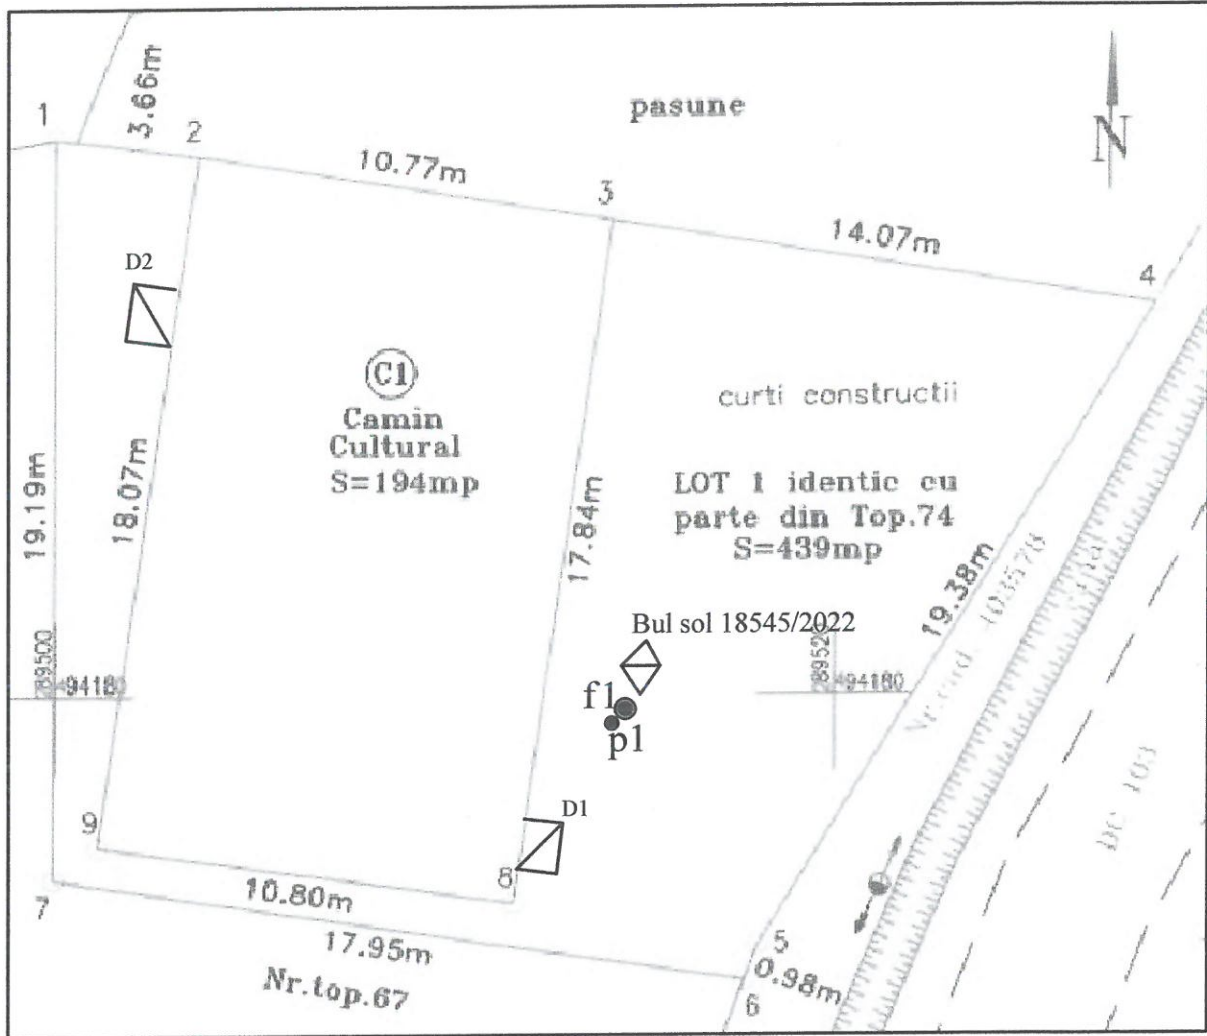 pasune
N
1
3.66m
2
10.77m
3
14.07m
4
D2
C1
Camin
Cultural
S=194mp
curti constructii
LOT 1 identic cu
parte din Top.74
S=439mp
19.19m
18.07m
17.84m
19.38m
Bul sol 18545/2022
289500
494180
289520
494180
f1
p1
D1
9
8
10.80m
7
17.95m
Nr.top.67
5
0.98m
6
DC 103